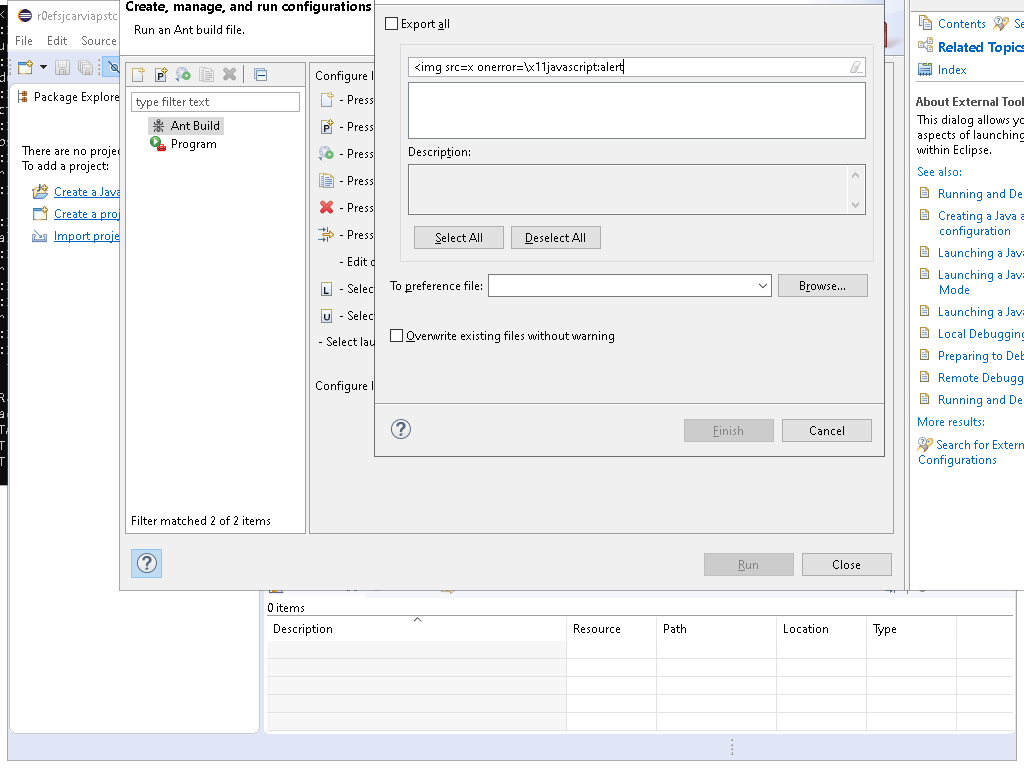 r0efsjcarviapstc
File Edit Source
Package Explore
There are no projec
To add a project:
Create a Java
Create a proj
Import proje
Create, manage, and run configurations
Run an Ant build file.
type filter text
Ant Build
Program
Filter matched 2 of 2 items
Configure l
- Press
- Press
- Press
- Press
- Press
- Press
- Edit c
- Selec
- Selec
- Select lau
Configure l
Run
Close
Export all
<img src=x onerror=\x11javascript:alert
Description:
Select All
Deselect All
To preference file:
Browse...
Overwrite existing files without warning
Finish
Cancel
Contents
Se
Related Topics
Index
About External Tool
This dialog allows yo
aspects of launching
within Eclipse.
See also:
Running and De
Creating a Java a
configuration
Launching a Java
Launching a Java
Mode
Launching a Java
Local Debugging
Preparing to Deb
Remote Debugg
Running and De
More results:
Search for Extern
Configurations
0 items
Description Resource Path Location Type